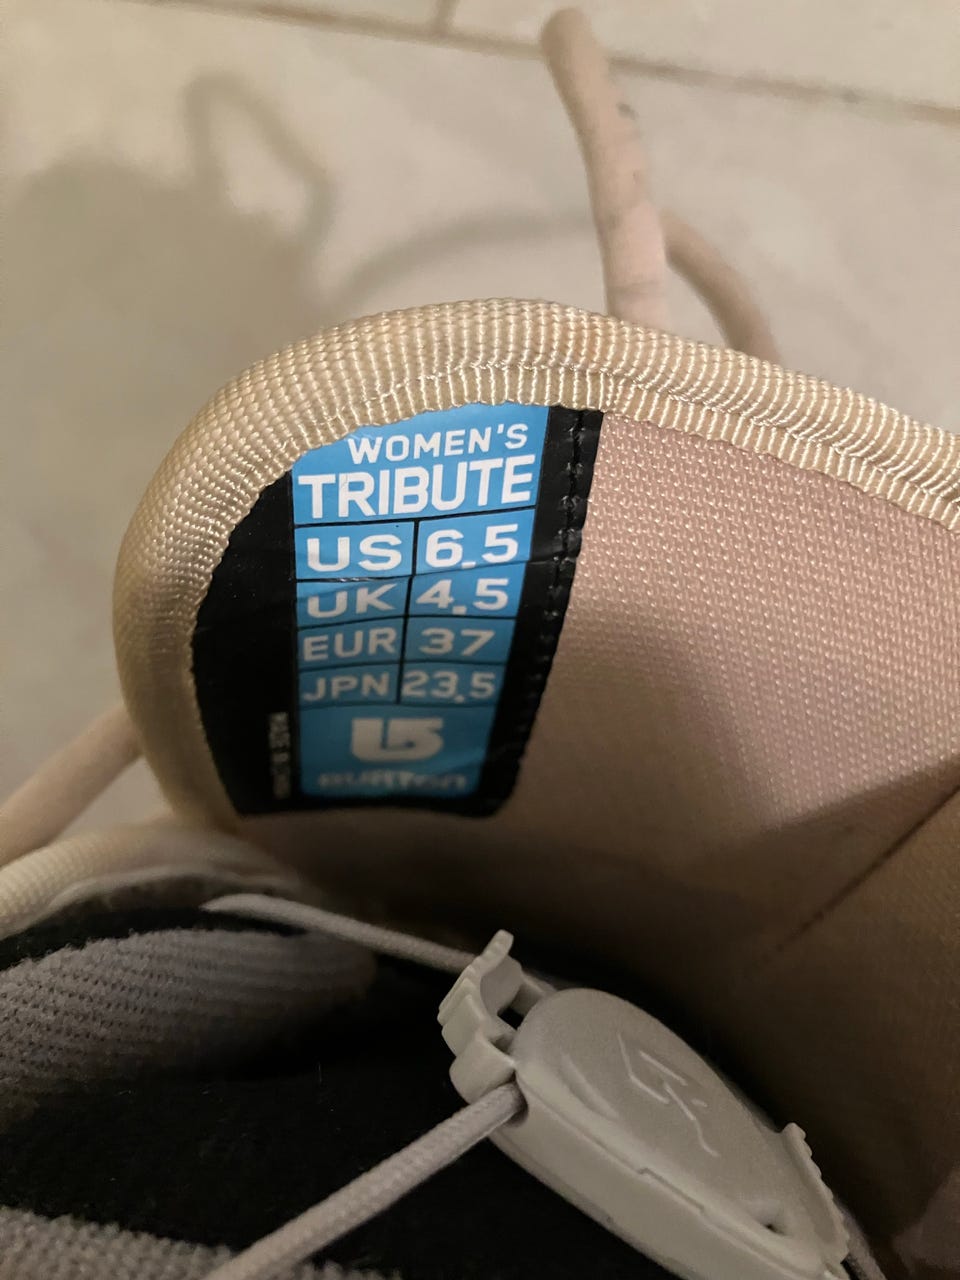 WOMEN'S
TRIBUTE
US 6.5
UK 4.5
EUR 37
JPN 23.5
BURTON